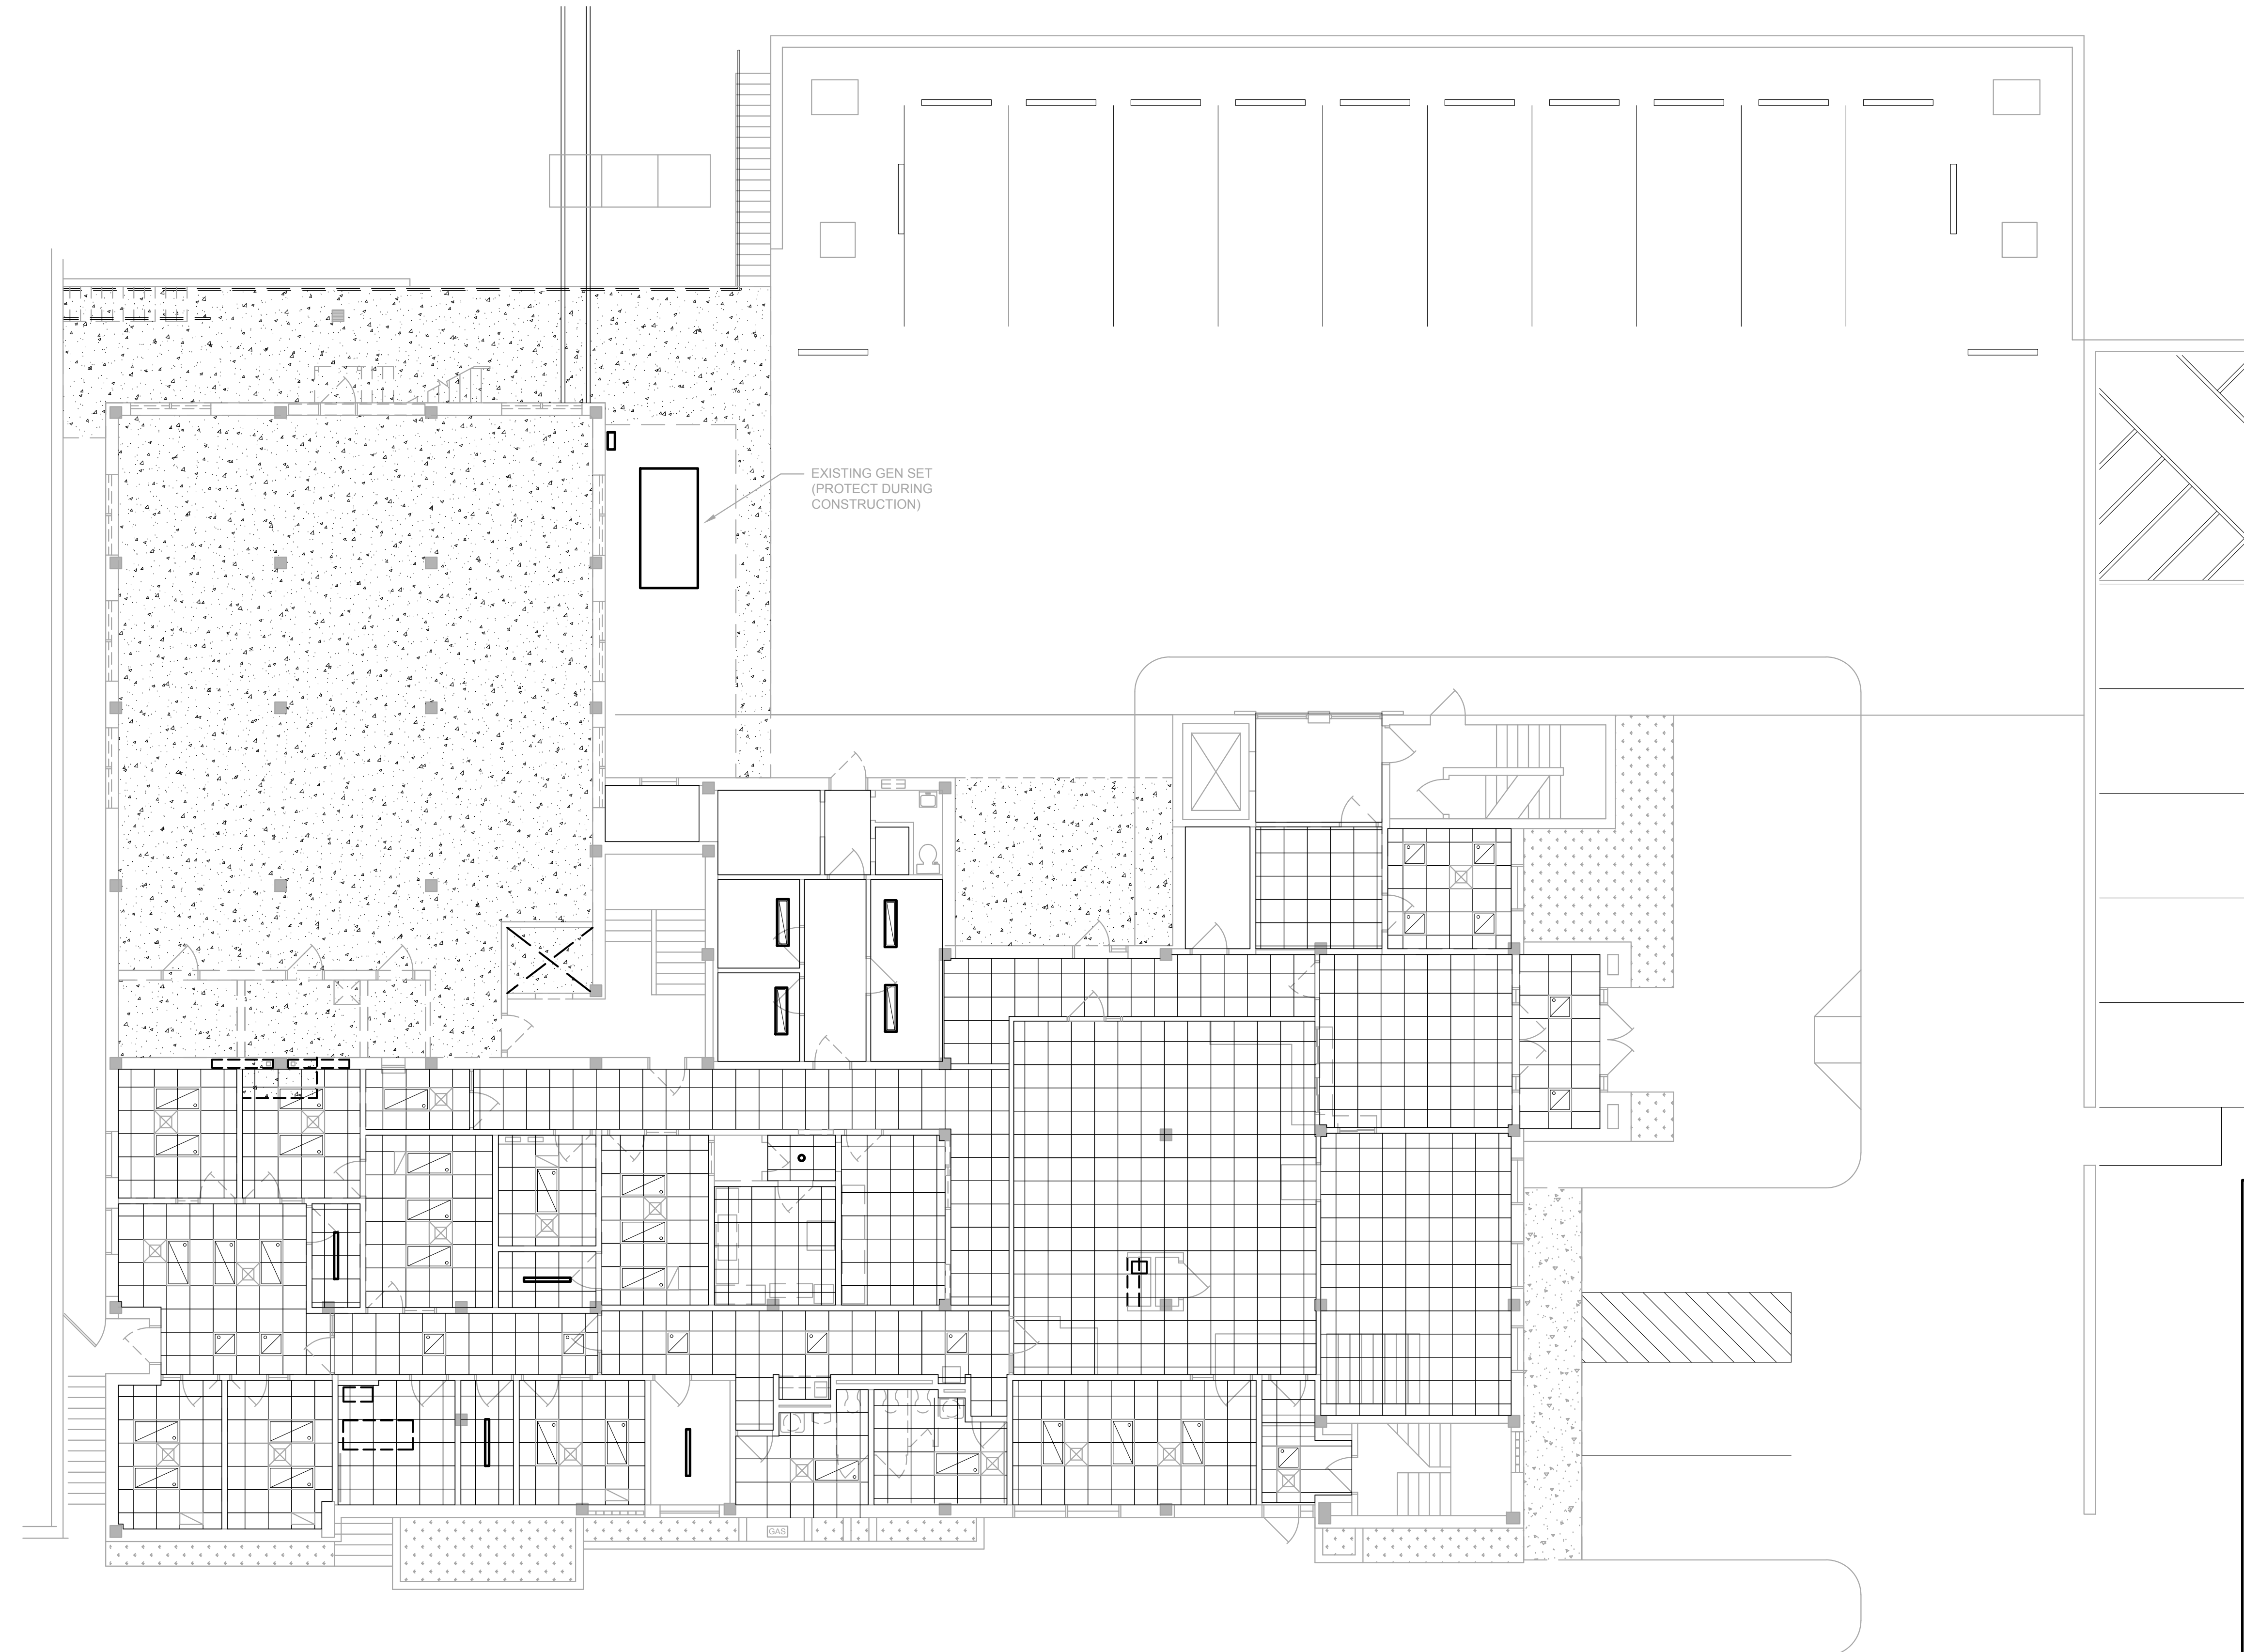 EXISTING GEN SET
(PROTECT DURING
CONSTRUCTION)
GAS